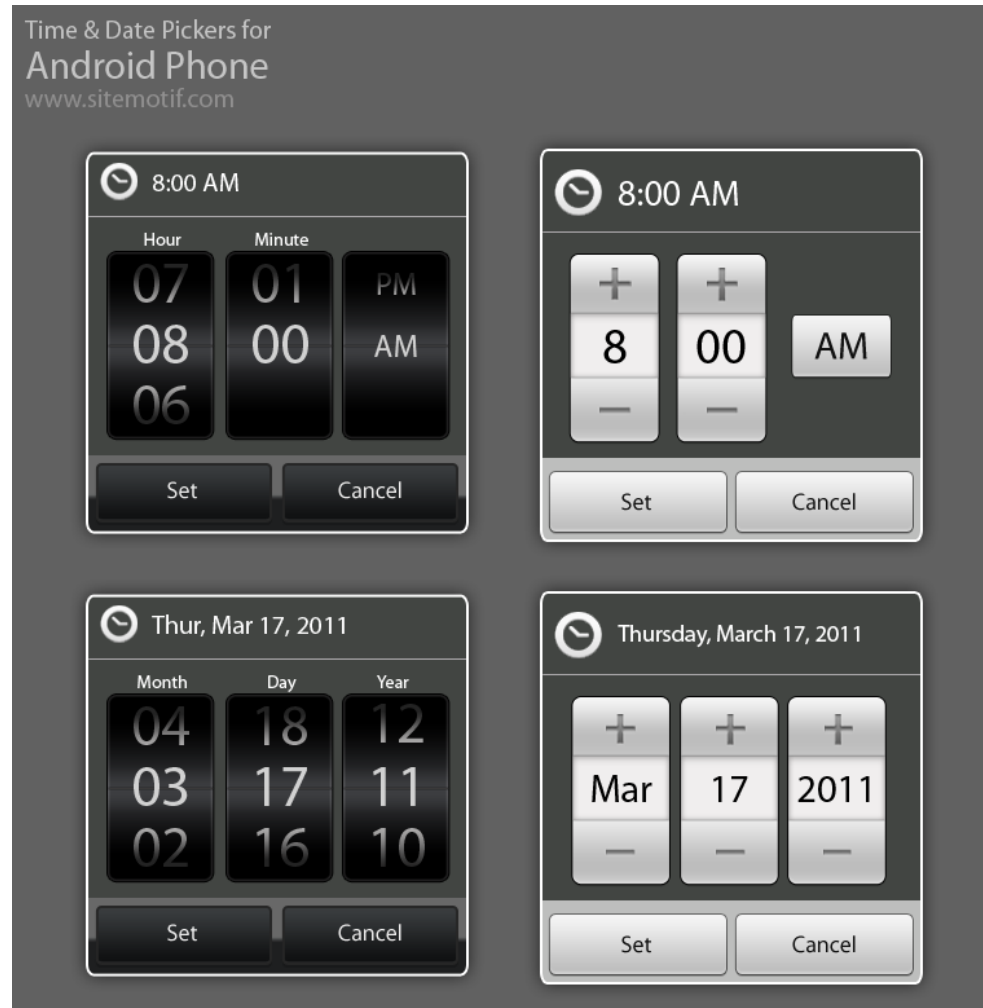 Time & Date Pickers for
Android Phone
www.sitemotif.com
8:00 AM
Hour Minute
07 01 PM
08 00 AM
06
Set Cancel
8:00 AM
+ +
8 00 AM
− −
Set Cancel
Thur, Mar 17, 2011
Month Day Year
04 18 12
03 17 11
02 16 10
Set Cancel
Thursday, March 17, 2011
+ + +
Mar 17 2011
− − −
Set Cancel